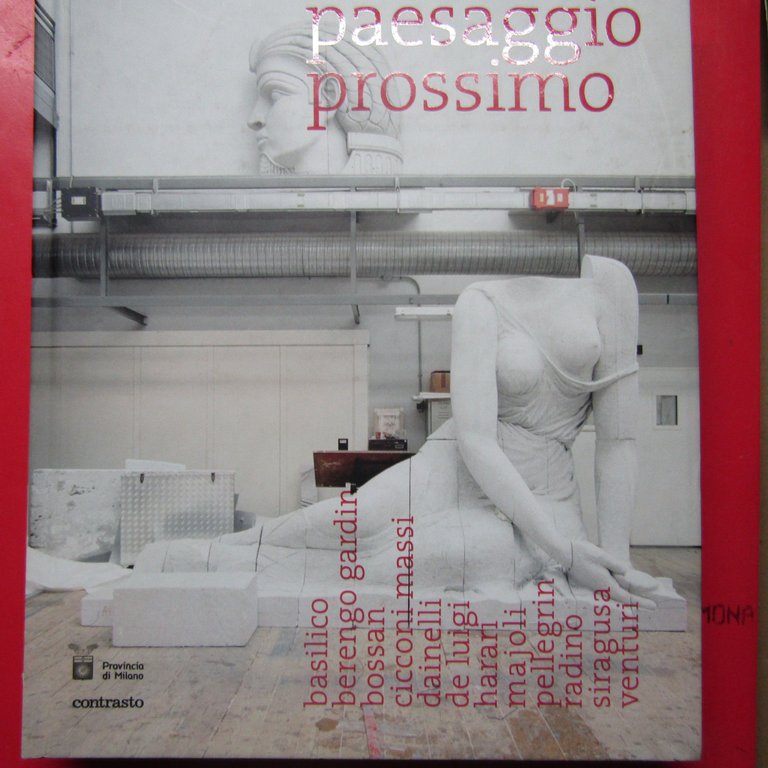 paesaggio
prossimo
basilico
berengo gardin
bossan
cicconi massi
dainelli
de luigi
harari
majoli
pellegrin
radino
siragusa
venturi
Provincia
di Milano
contrasto
MONA